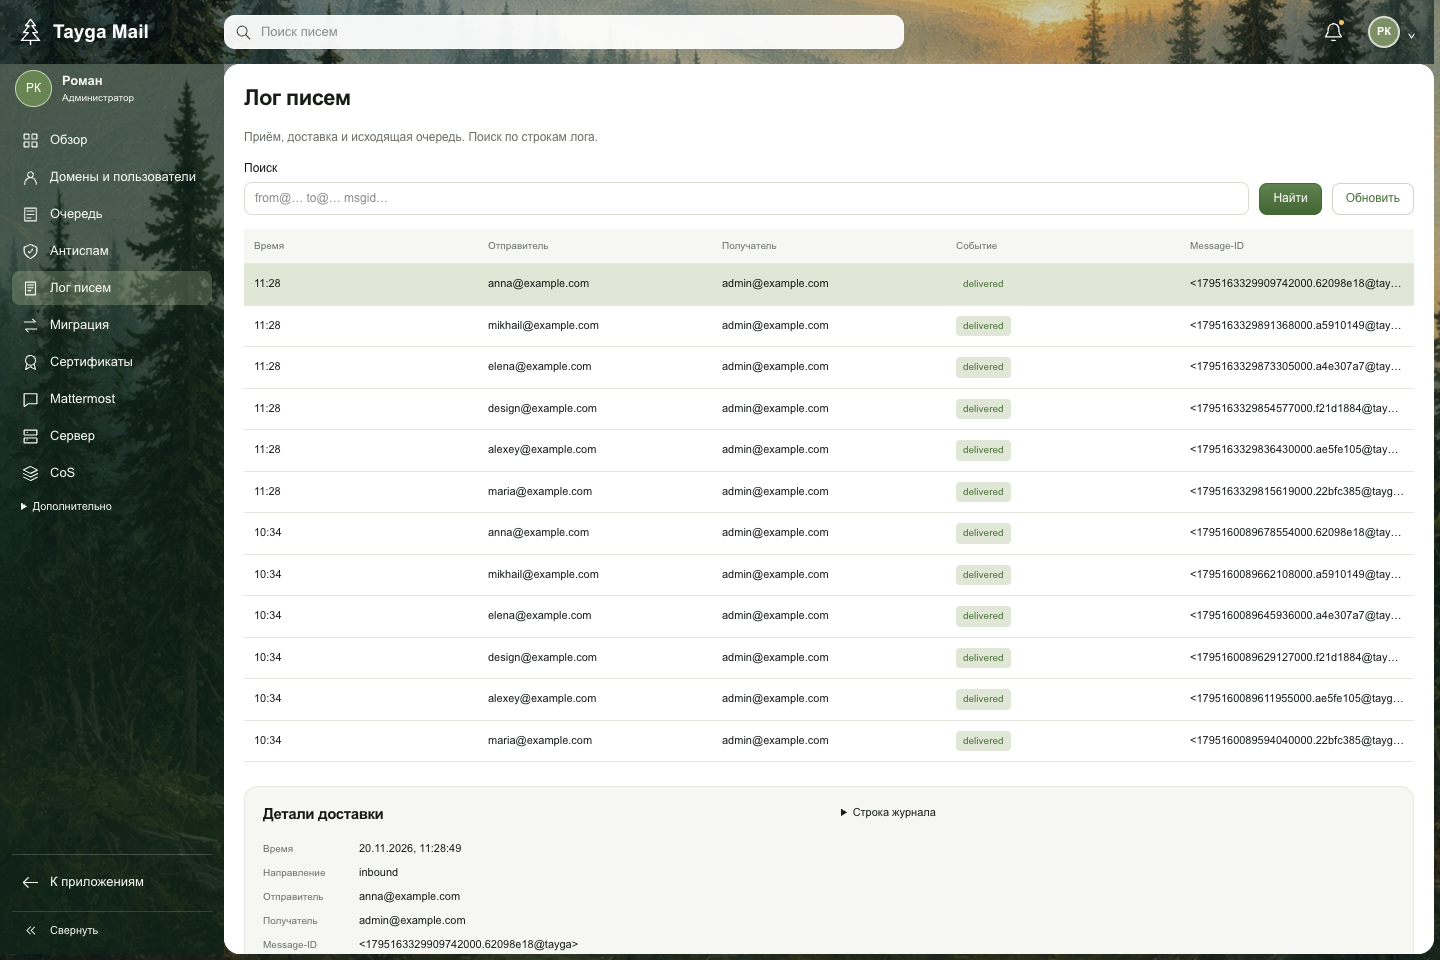 Tayga Mail
Поиск писем
РК
РК
Роман
Администратор
Обзор
Домены и пользователи
Очередь
Антиспам
Лог писем
Миграция
Сертификаты
Mattermost
Сервер
CoS
Дополнительно
К приложениям
Свернуть
Лог писем
Приём, доставка и исходящая очередь. Поиск по строкам лога.
Поиск
from@… to@… msgid…
Найти
Обновить
Время Отправитель Получатель Событие Message-ID
11:28 anna@example.com admin@example.com delivered <1795163329909742000.62098e18@tay…
11:28 mikhail@example.com admin@example.com delivered <1795163329891368000.a5910149@tay…
11:28 elena@example.com admin@example.com delivered <1795163329873305000.a4e307a7@tay…
11:28 design@example.com admin@example.com delivered <1795163329854577000.f21d1884@tay…
11:28 alexey@example.com admin@example.com delivered <1795163329836430000.ae5fe105@tay…
11:28 maria@example.com admin@example.com delivered <1795163329815619000.22bfc385@tayg…
10:34 anna@example.com admin@example.com delivered <1795160089678554000.62098e18@tay…
10:34 mikhail@example.com admin@example.com delivered <1795160089662108000.a5910149@tay…
10:34 elena@example.com admin@example.com delivered <1795160089645936000.a4e307a7@tay…
10:34 design@example.com admin@example.com delivered <1795160089629127000.f21d1884@tay…
10:34 alexey@example.com admin@example.com delivered <1795160089611955000.ae5fe105@tayg…
10:34 maria@example.com admin@example.com delivered <1795160089594040000.22bfc385@tayg…
Детали доставки
Строка журнала
Время 20.11.2026, 11:28:49
Направление inbound
Отправитель anna@example.com
Получатель admin@example.com
Message-ID <1795163329909742000.62098e18@tayga>